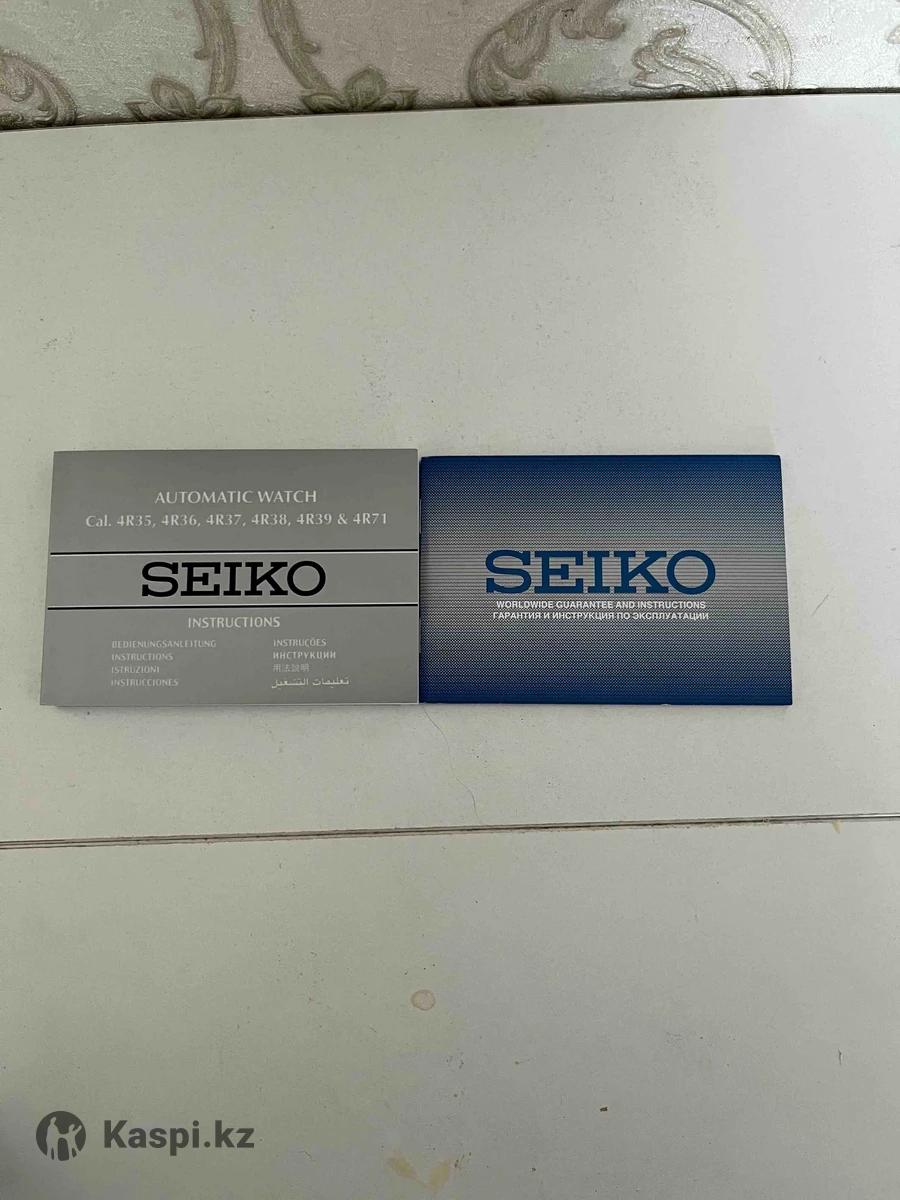 AUTOMATIC WATCH
Cal. 4R35, 4R36, 4R37, 4R38, 4R39 & 4R71
SEIKO
INSTRUCTIONS
BEDIENUNGSANLEITUNG
INSTRUCTIONS
ISTRUZIONI
INSTRUCCIONES
INSTRUÇÕES
ИНСТРУКЦИИ
用法說明
تعليمات التشغيل
SEIKO
WORLDWIDE GUARANTEE AND INSTRUCTIONS
ГАРАНТИЯ И ИНСТРУКЦИЯ ПО ЭКСПЛУАТАЦИИ
Kaspi.kz